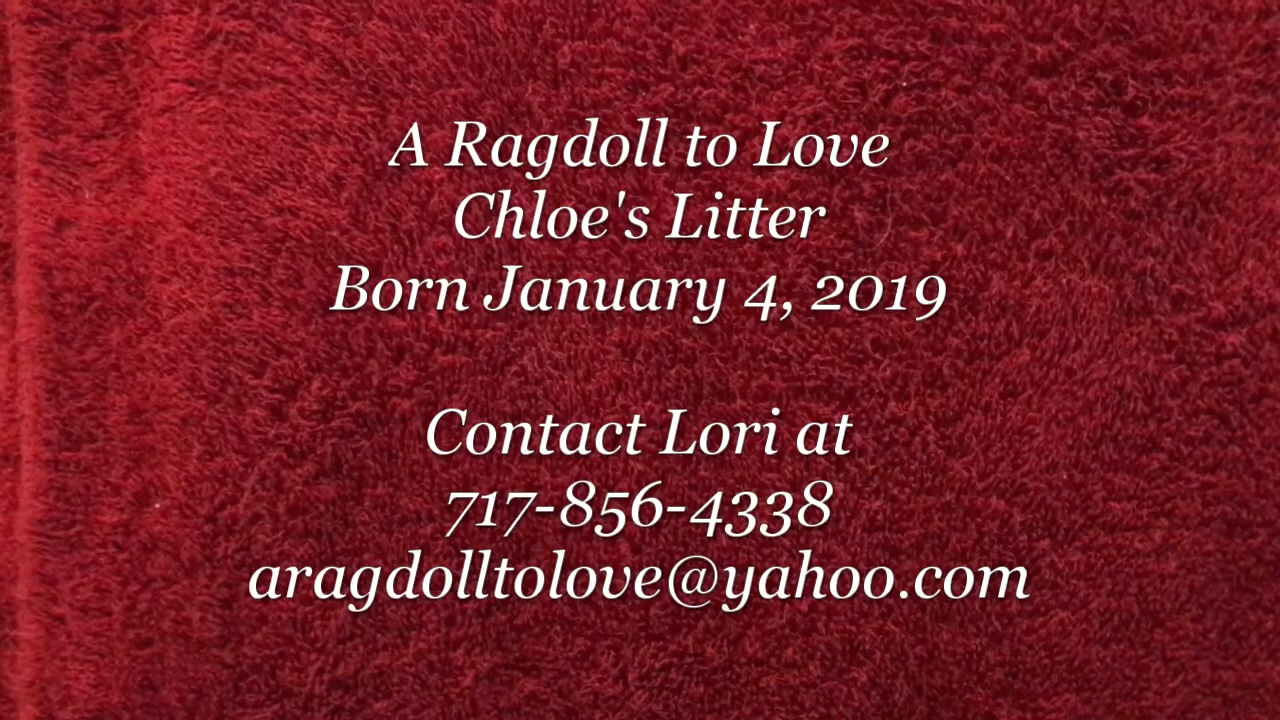 A Ragdoll to Love
Chloe's Litter
Born January 4, 2019
Contact Lori at
717-856-4338
aragdolltolove@yahoo.com